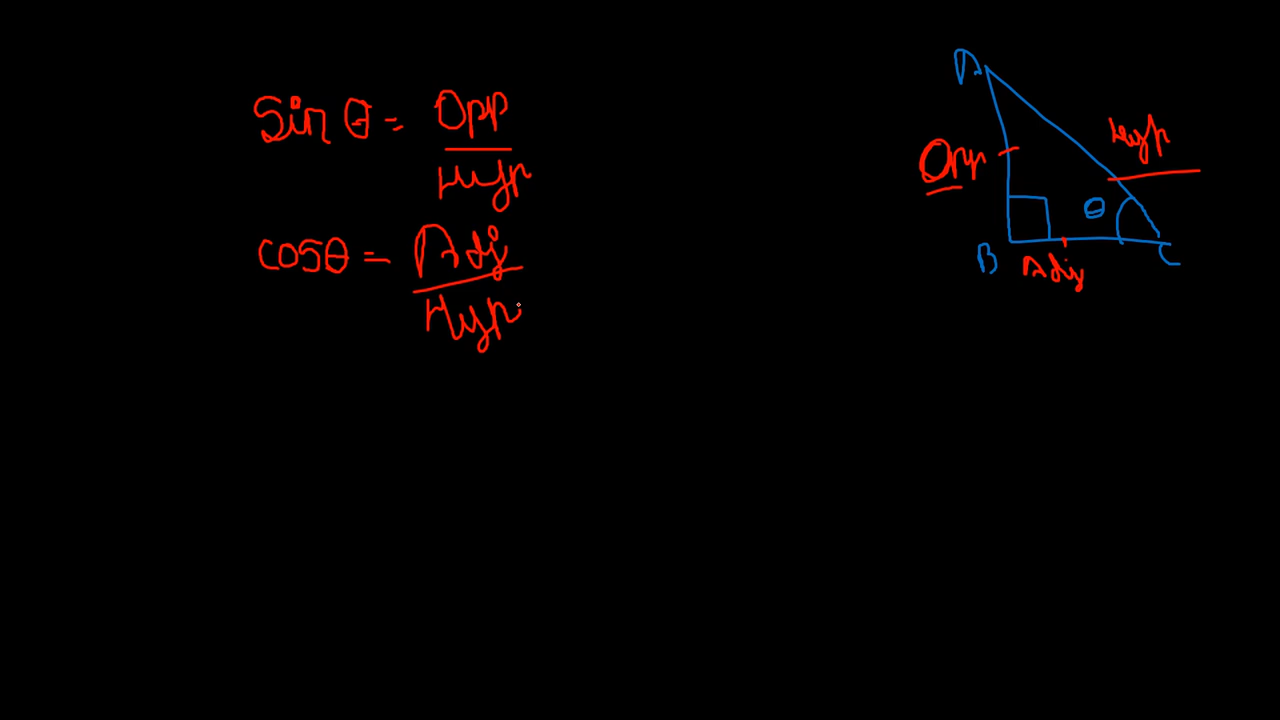 Sin θ = Opp
Hyp
cos θ = Adj
Hyp
A
Opp
Hyp
θ
B
Adj
C